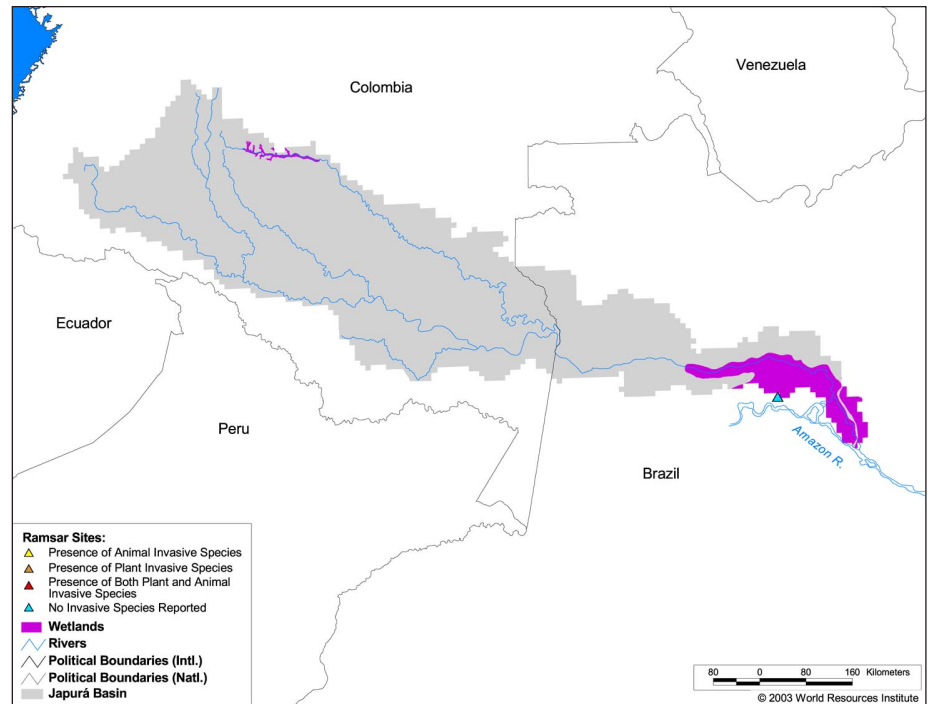 Colombia
Venezuela
Ecuador
Peru
Brazil
Amazon R.
Ramsar Sites:
Presence of Animal Invasive Species
Presence of Plant Invasive Species
Presence of Both Plant and Animal
Invasive Species
No Invasive Species Reported
Wetlands
Rivers
Political Boundaries (Intl.)
Political Boundaries (Natl.)
Japurá Basin
80 0 80 160 Kilometers
© 2003 World Resources Institute